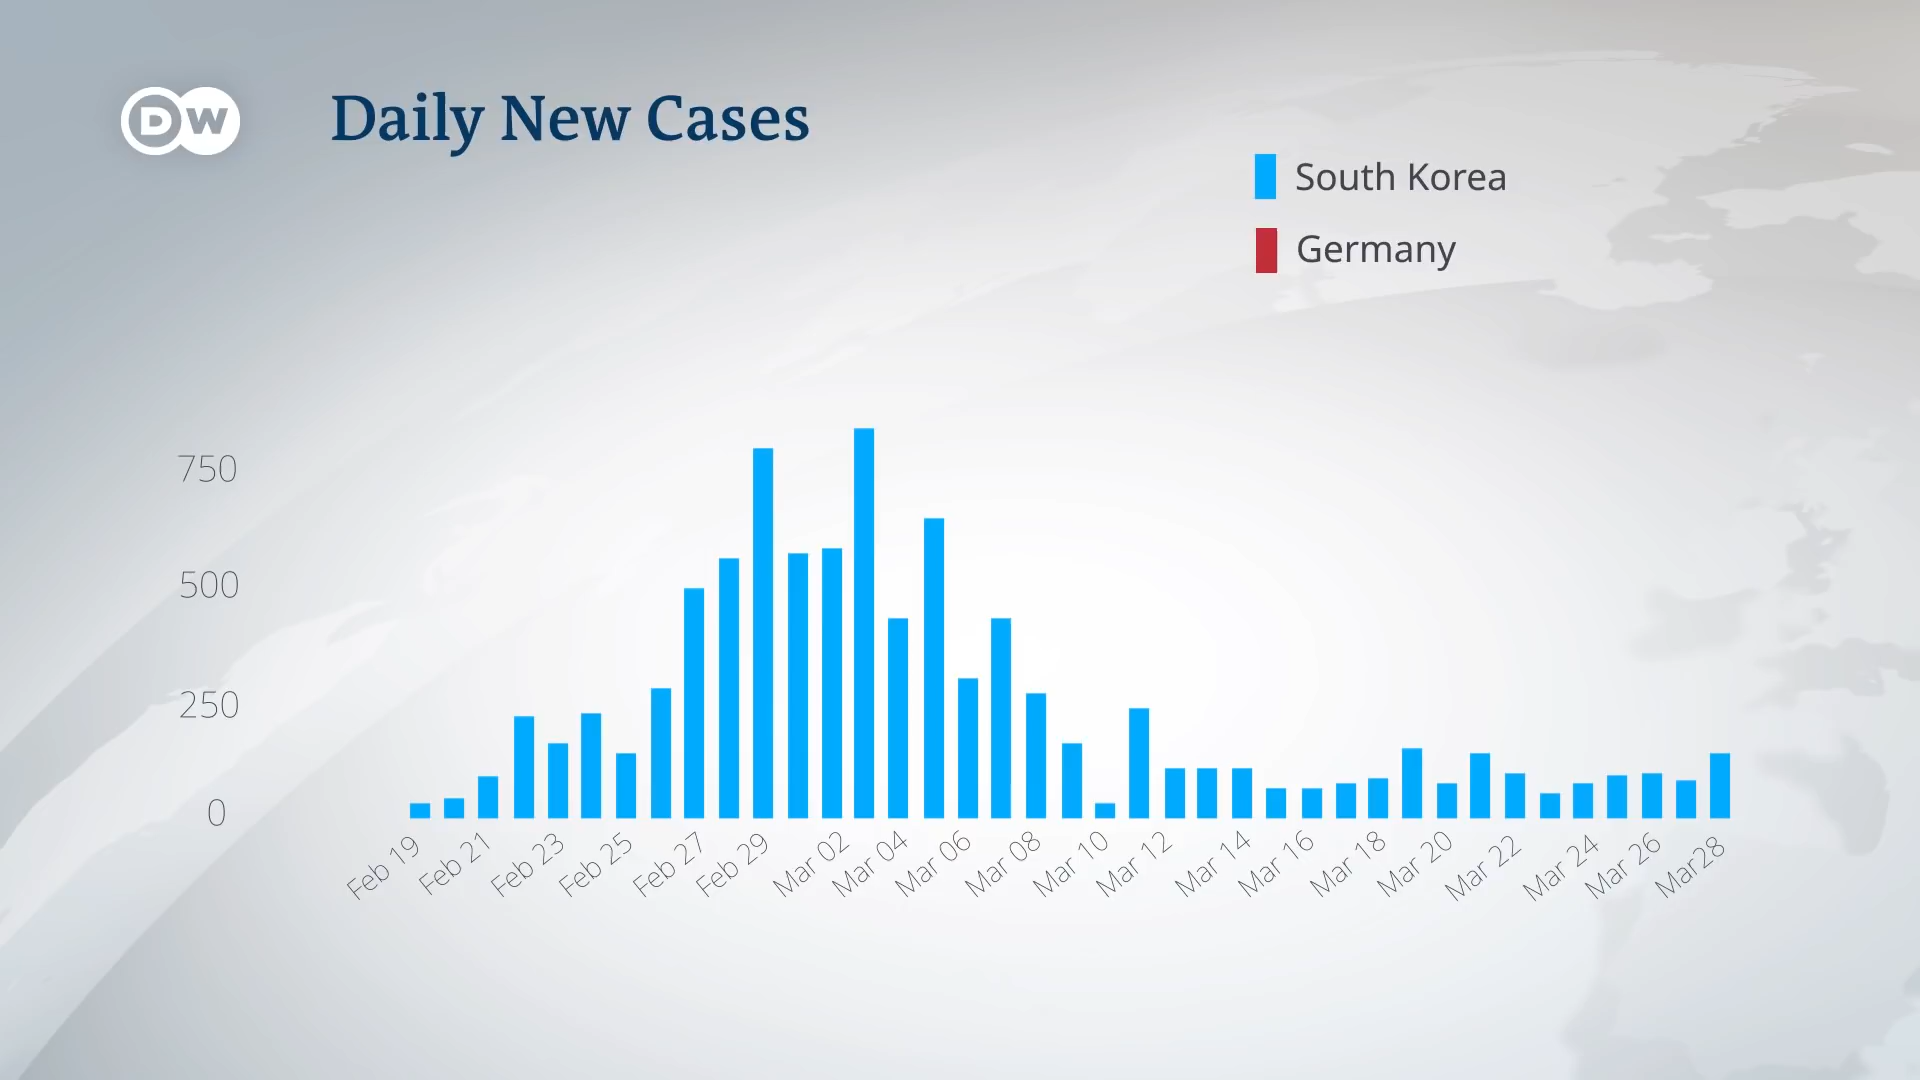 DW
Daily New Cases
South Korea
Germany
750
500
250
0
Feb 19
Feb 21
Feb 23
Feb 25
Feb 27
Feb 29
Mar 02
Mar 04
Mar 06
Mar 08
Mar 10
Mar 12
Mar 14
Mar 16
Mar 18
Mar 20
Mar 22
Mar 24
Mar 26
Mar28